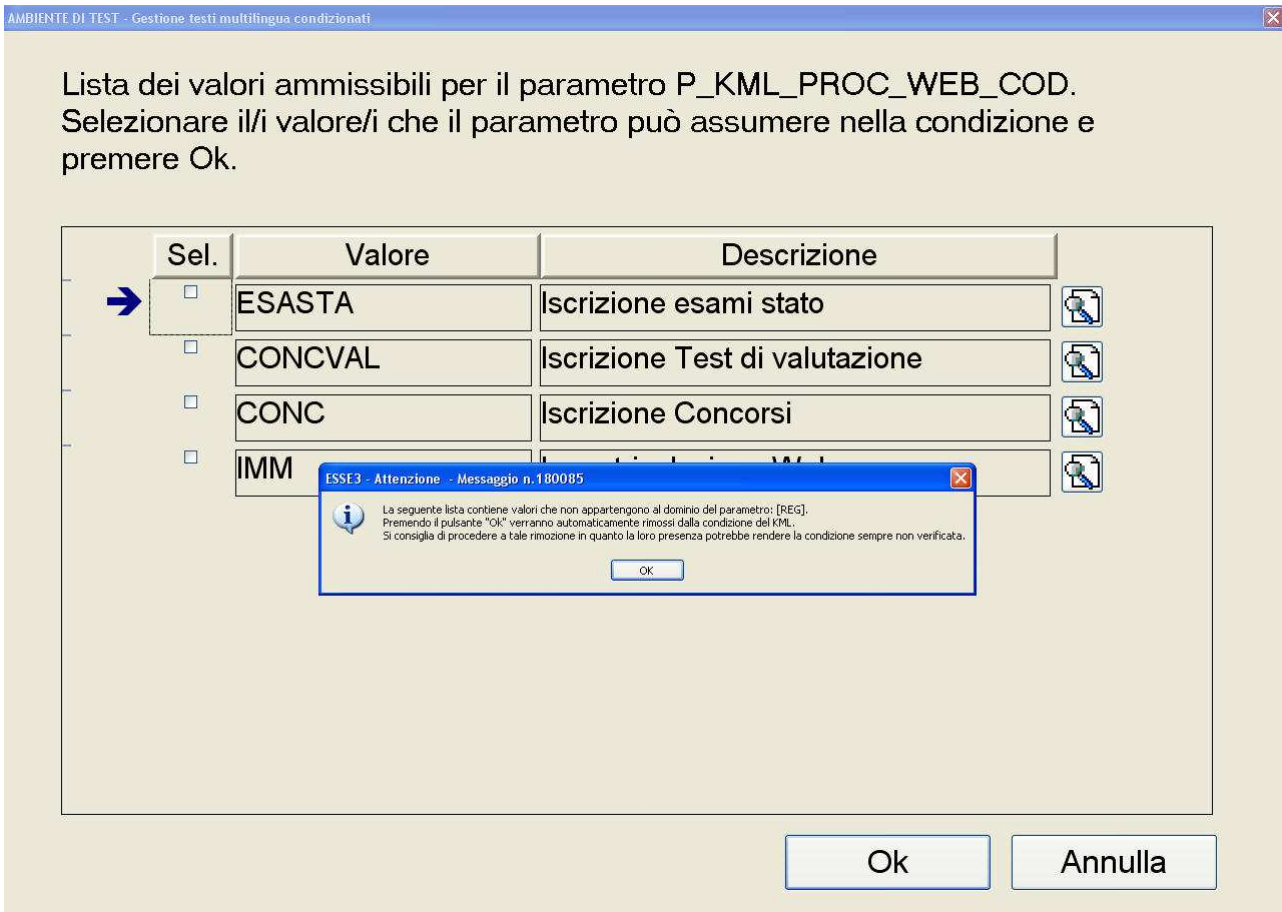 AMBIENTE DI TEST - Gestione testi multilingua condizionati
Lista dei valori ammissibili per il parametro P_KML_PROC_WEB_COD.
Selezionare il/i valore/i che il parametro può assumere nella condizione e
premere Ok.
Sel. Valore Descrizione
ESASTA Iscrizione esami stato
CONCVAL Iscrizione Test di valutazione
CONC Iscrizione Concorsi
IMM
ESSE3 - Attenzione - Messaggio n.180085
La seguente lista contiene valori che non appartengono al dominio del parametro: [REG].
Premendo il pulsante "Ok" verranno automaticamente rimossi dalla condizione del KML.
Si consiglia di procedere a tale rimozione in quanto la loro presenza potrebbe rendere la condizione sempre non verificata.
OK
Ok Annulla